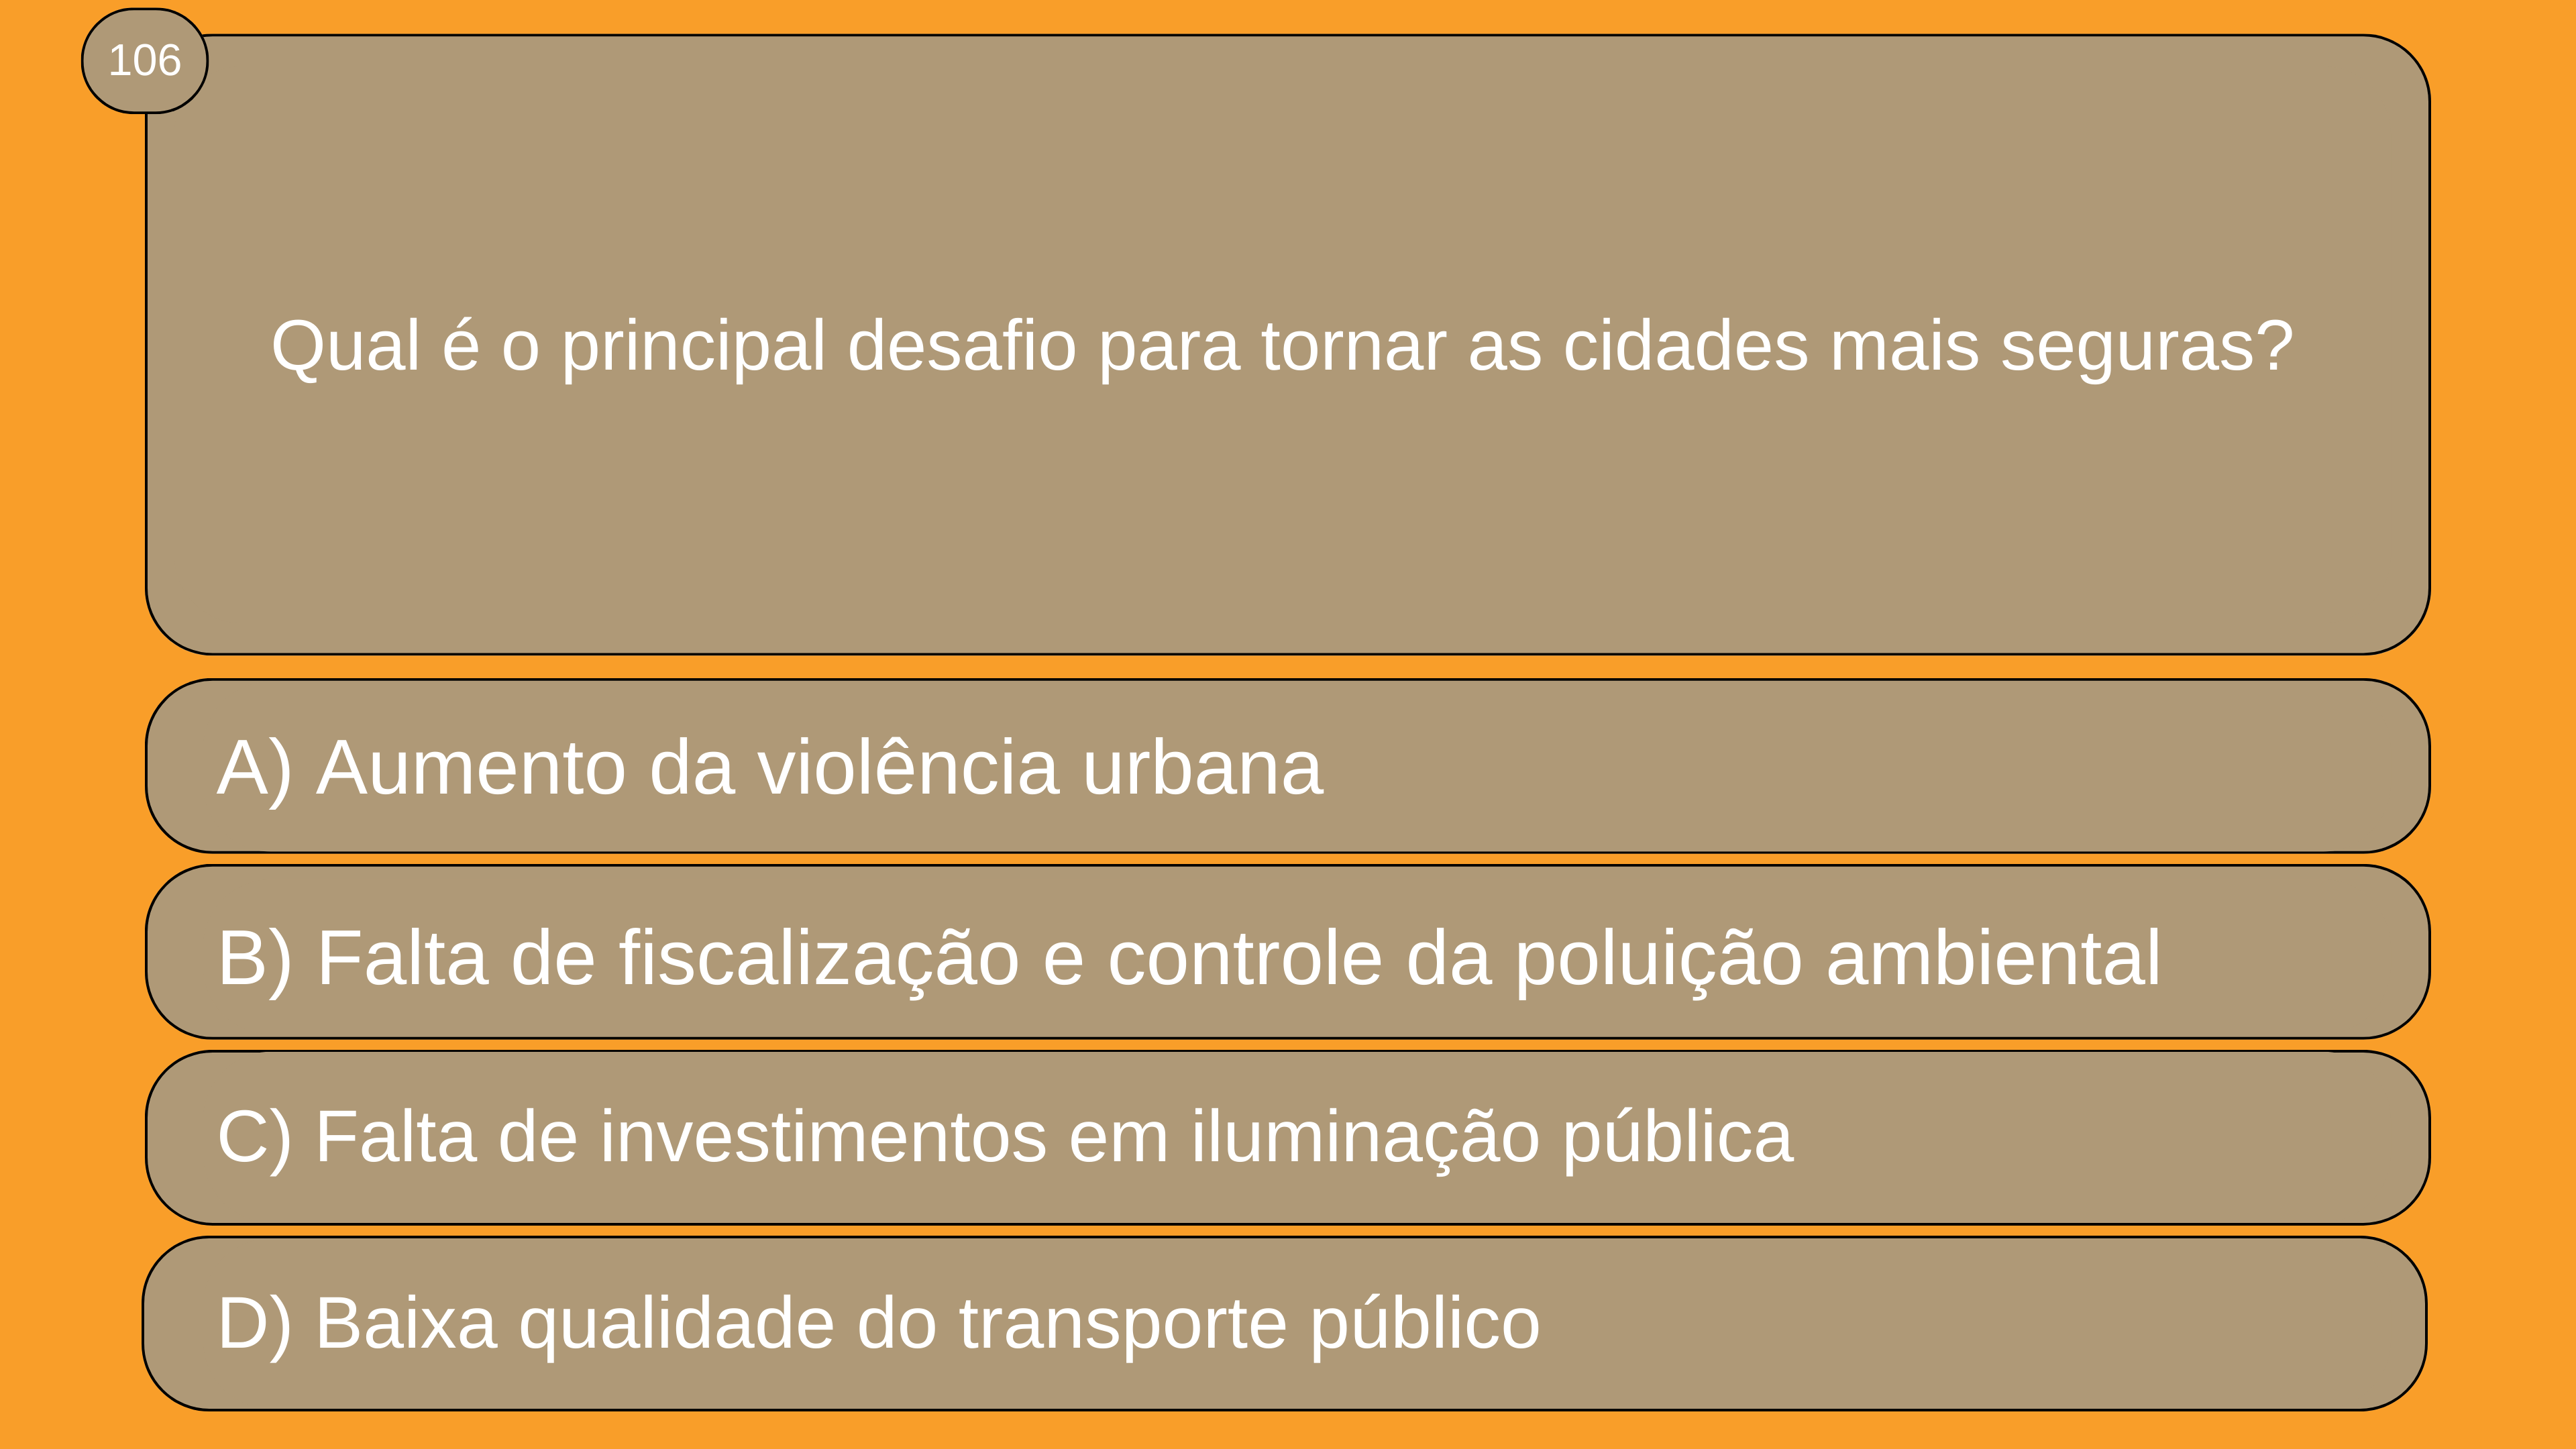 106
Qual é o principal desafio para tornar as cidades mais seguras?
A) Aumento da violência urbana
B) Falta de fiscalização e controle da poluição ambiental
C) Falta de investimentos em iluminação pública
D) Baixa qualidade do transporte público